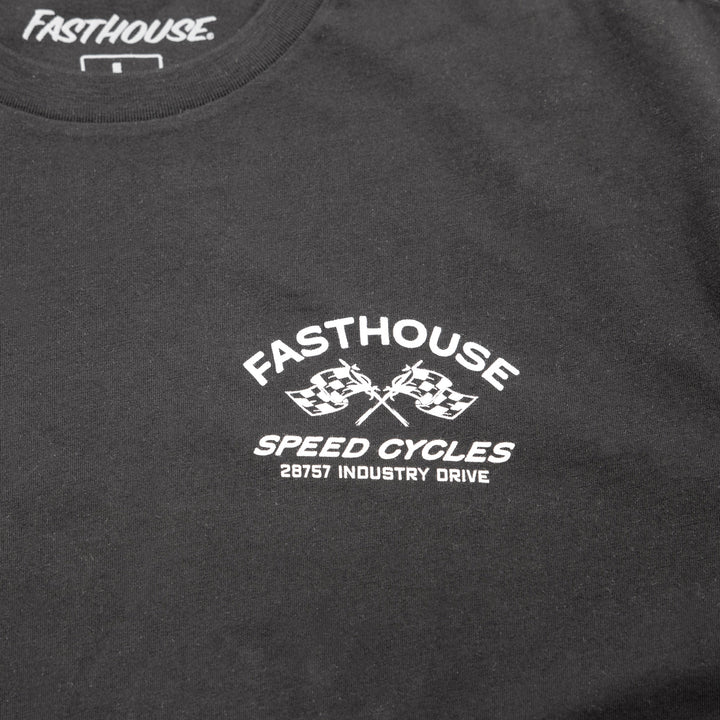 FASTHOUSE®
FASTHOUSE
SPEED CYCLES
28757 INDUSTRY DRIVE